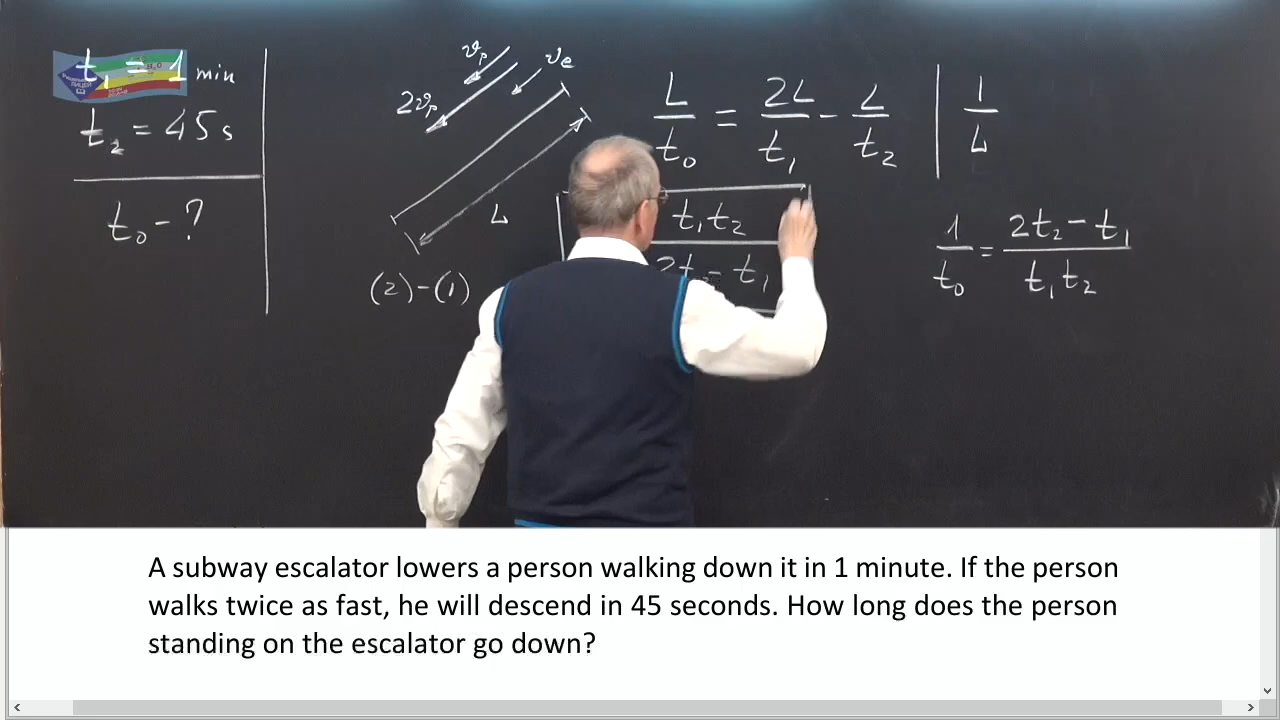 t₁ = 1 min
t₂ = 45 s
t₀ - ?
𝑣ₚ
𝑣e
2𝑣ₚ
L
(2)-(1)
L/t₀ = 2L/t₁ - L/t₂ | 1/L
t₁t₂
2t₂ - t₁
1/t₀ = (2t₂ - t₁)/(t₁t₂)
A subway escalator lowers a person walking down it in 1 minute. If the person
walks twice as fast, he will descend in 45 seconds. How long does the person
standing on the escalator go down?